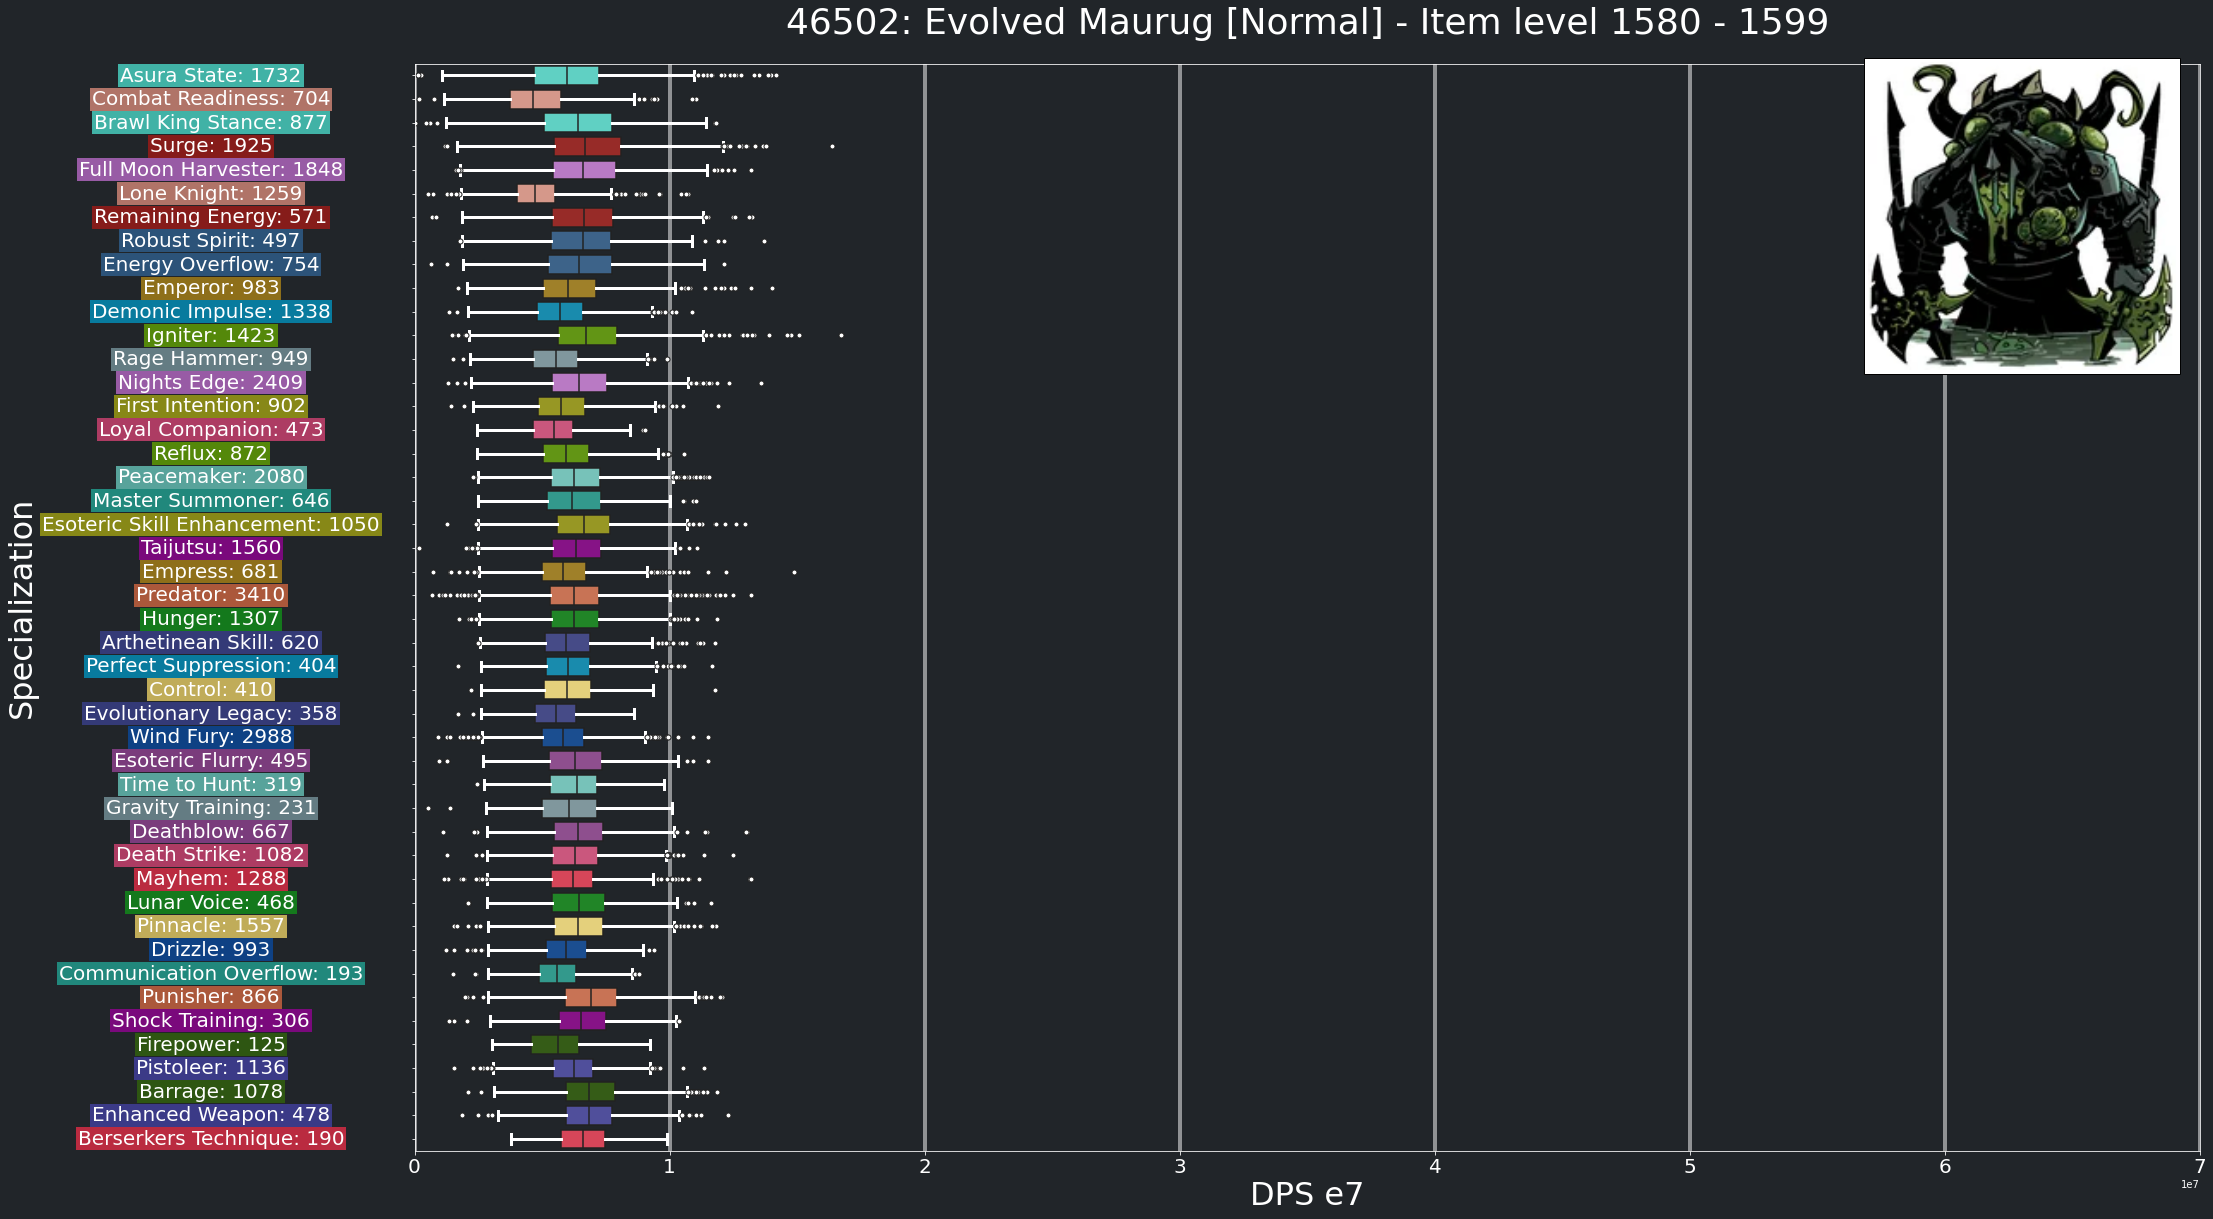 46502: Evolved Maurug [Normal] - Item level 1580 - 1599
Specialization
Asura State: 1732
Combat Readiness: 704
Brawl King Stance: 877
Surge: 1925
Full Moon Harvester: 1848
Lone Knight: 1259
Remaining Energy: 571
Robust Spirit: 497
Energy Overflow: 754
Emperor: 983
Demonic Impulse: 1338
Igniter: 1423
Rage Hammer: 949
Nights Edge: 2409
First Intention: 902
Loyal Companion: 473
Reflux: 872
Peacemaker: 2080
Master Summoner: 646
Esoteric Skill Enhancement: 1050
Taijutsu: 1560
Empress: 681
Predator: 3410
Hunger: 1307
Arthetinean Skill: 620
Perfect Suppression: 404
Control: 410
Evolutionary Legacy: 358
Wind Fury: 2988
Esoteric Flurry: 495
Time to Hunt: 319
Gravity Training: 231
Deathblow: 667
Death Strike: 1082
Mayhem: 1288
Lunar Voice: 468
Pinnacle: 1557
Drizzle: 993
Communication Overflow: 193
Punisher: 866
Shock Training: 306
Firepower: 125
Pistoleer: 1136
Barrage: 1078
Enhanced Weapon: 478
Berserkers Technique: 190
0 1 2 3 4 5 6 7
1e7
DPS e7